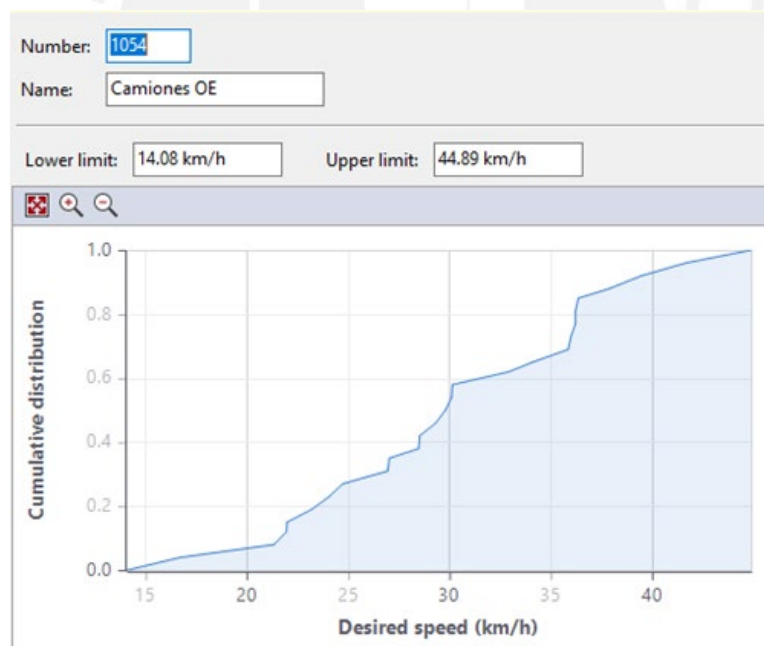 Number: 1054
Name: Camiones OE
Lower limit: 14.08 km/h Upper limit: 44.89 km/h
1.0
0.8
0.6
0.4
0.2
0.0
Cumulative distribution
15 20 25 30 35 40
Desired speed (km/h)